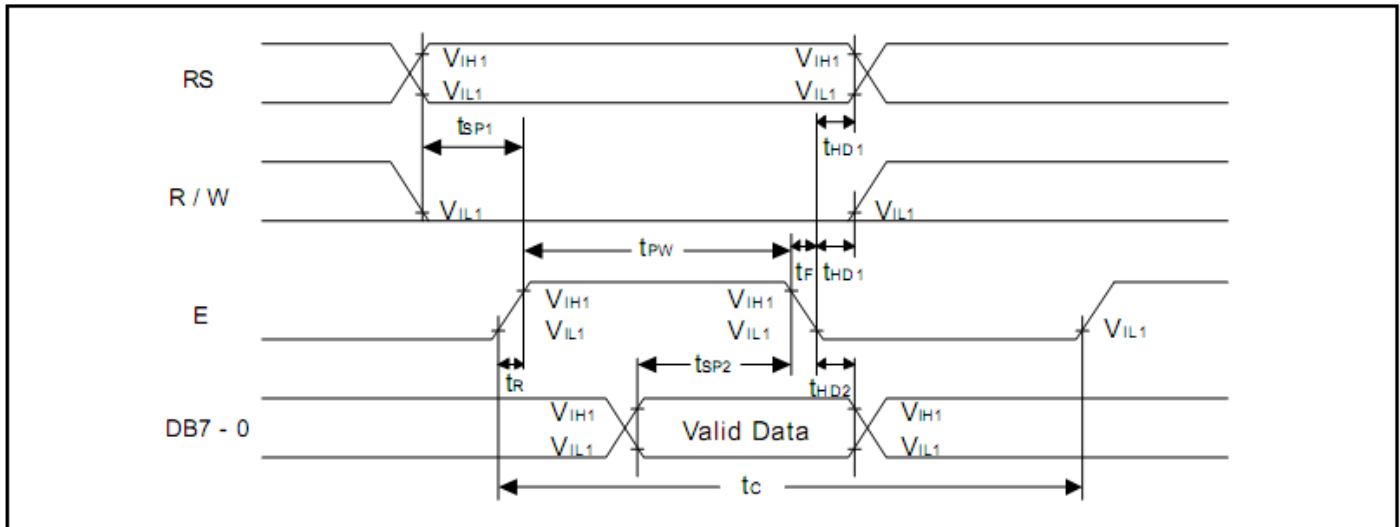 RS
VIH1 VIH1
VIL1 VIL1
tSP1 tHD1
R / W
VIL1 VIL1
tPW tF tHD1
E
VIH1 VIH1
VIL1 VIL1 VIL1
tR tSP2 tHD2
DB7 - 0
VIH1 VIH1
Valid Data
VIL1 VIL1
tC